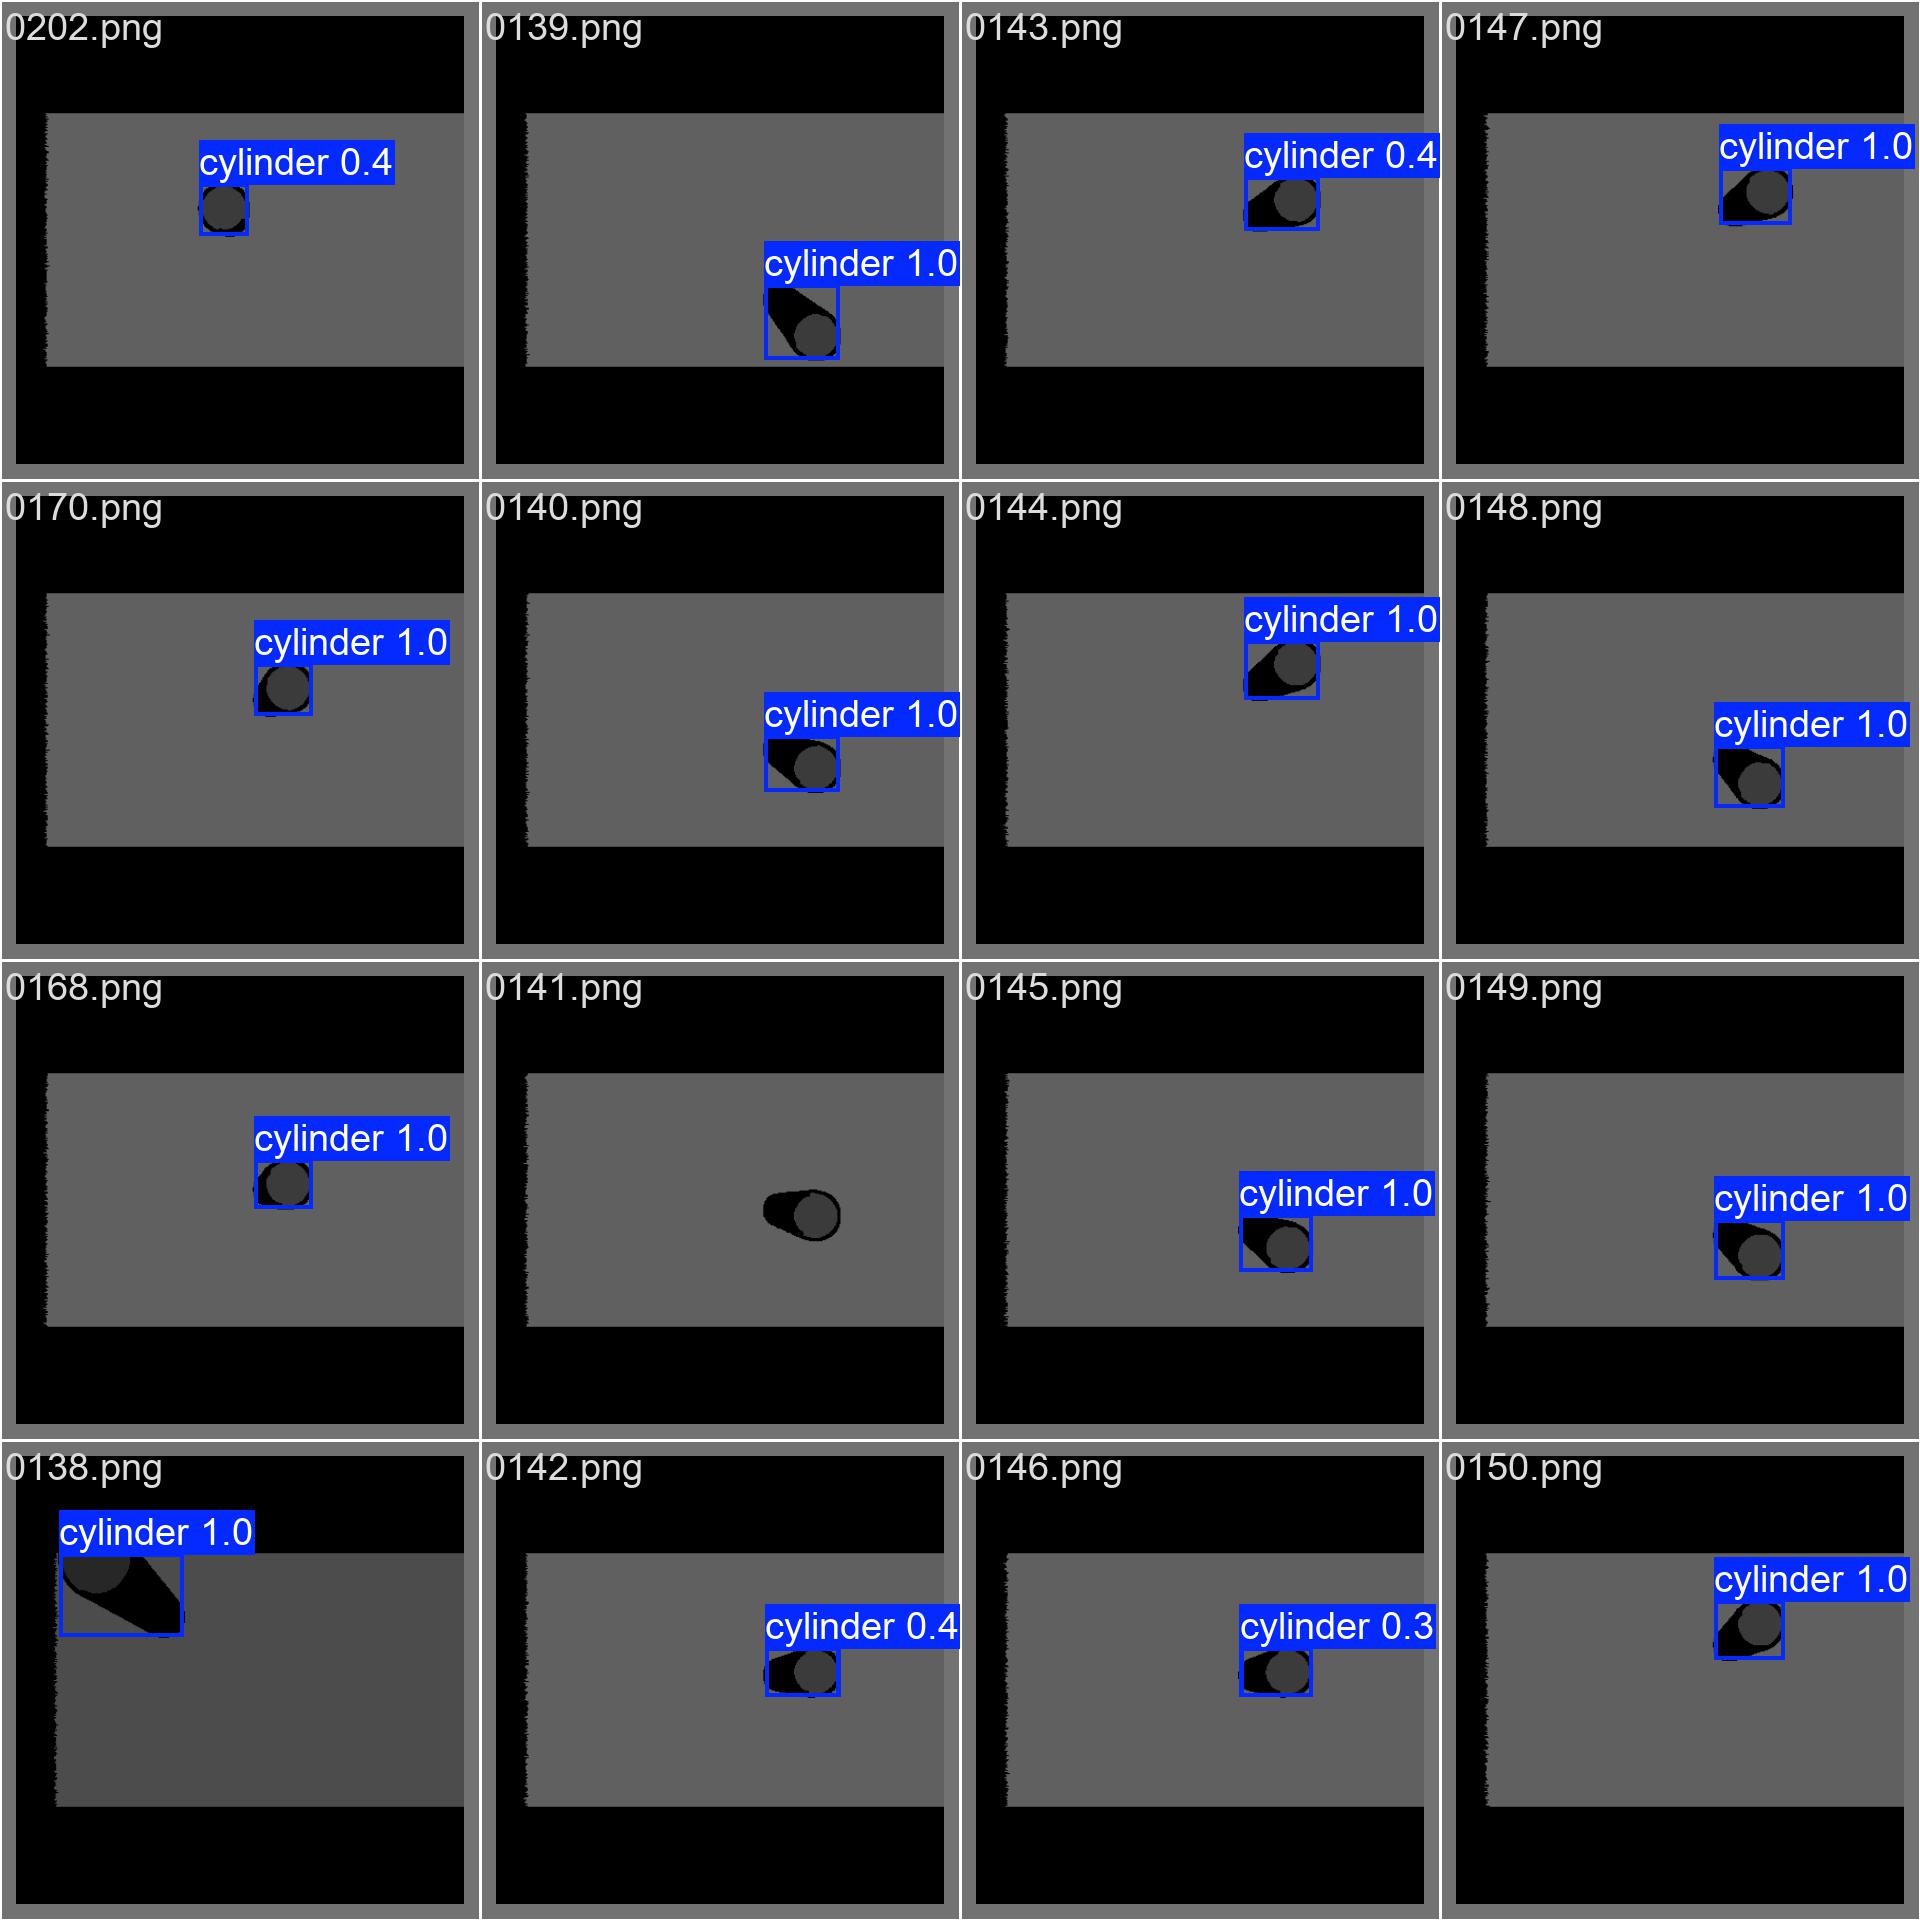 0202.png
cylinder 0.4
0139.png
cylinder 1.0
0143.png
cylinder 0.4
0147.png
cylinder 1.0
0170.png
cylinder 1.0
0140.png
cylinder 1.0
0144.png
cylinder 1.0
0148.png
cylinder 1.0
0168.png
cylinder 1.0
0141.png
0145.png
cylinder 1.0
0149.png
cylinder 1.0
0138.png
cylinder 1.0
0142.png
cylinder 0.4
0146.png
cylinder 0.3
0150.png
cylinder 1.0